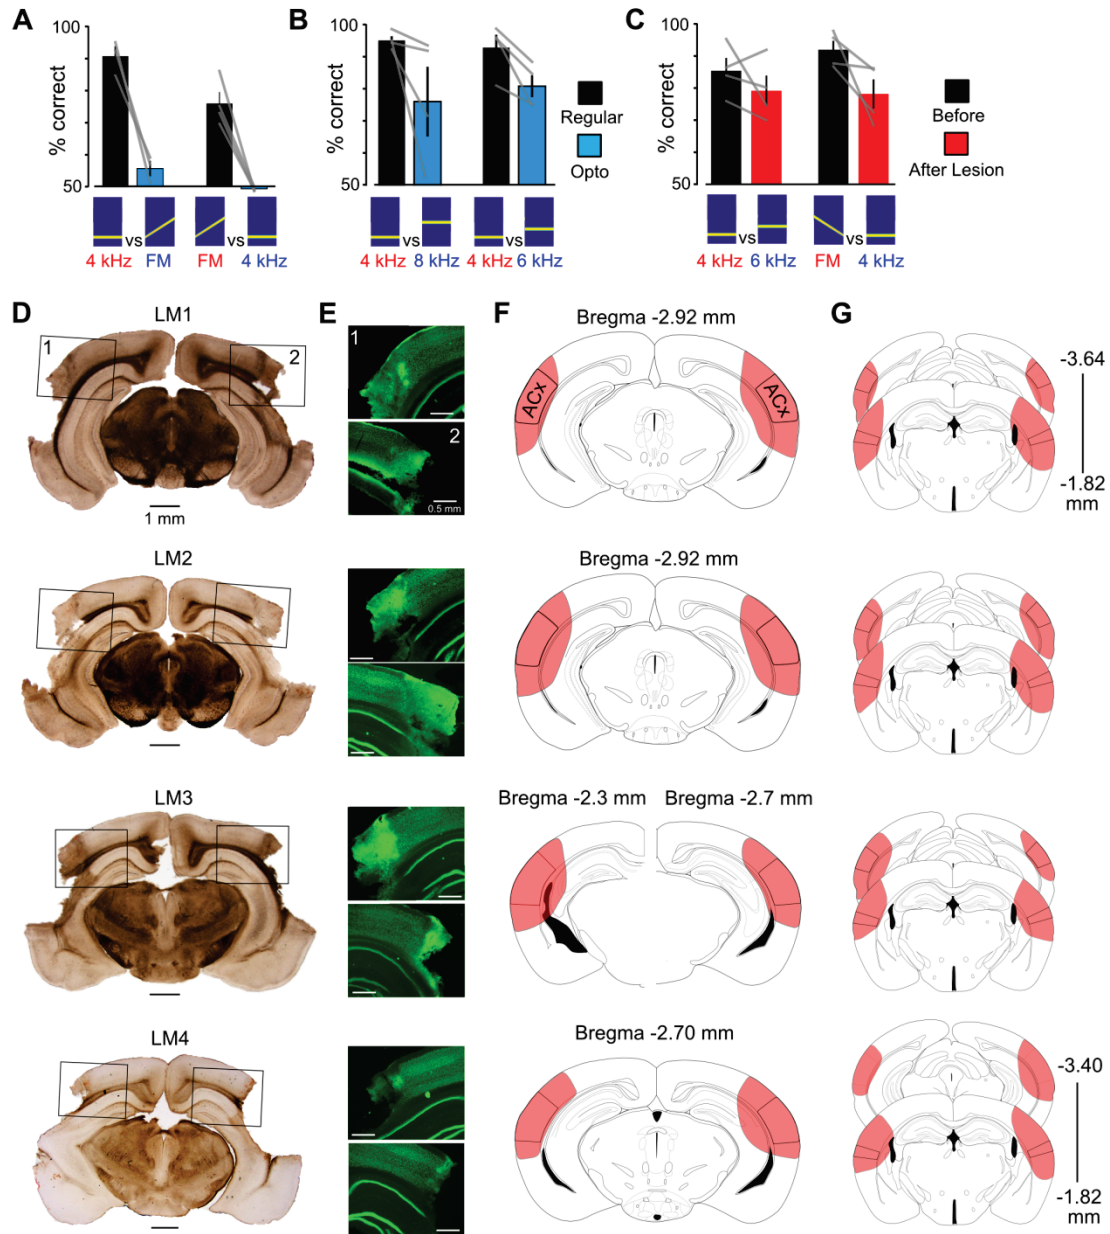 A
B
C
% correct
100
50
4 kHz vs FM
FM vs 4 kHz
% correct
100
50
4 kHz vs 8 kHz
4 kHz vs 6 kHz
Regular
Opto
% correct
100
50
4 kHz vs 6 kHz
FM vs 4 kHz
Before
After Lesion
D
E
F
G
LM1
1
2
1 mm
1
2
0.5 mm
Bregma -2.92 mm
ACx
ACx
-3.64
-1.82
mm
LM2
Bregma -2.92 mm
LM3
Bregma -2.3 mm
Bregma -2.7 mm
LM4
Bregma -2.70 mm
-3.40
-1.82
mm